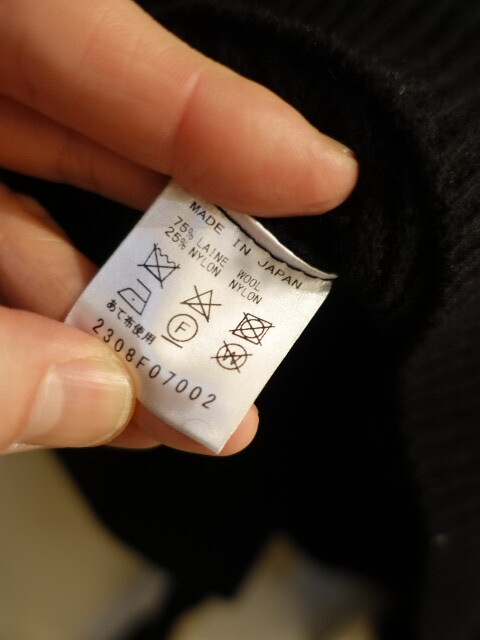 MADE IN JAPAN
75% LAINE WOOL
25% NYLON NYLON
F
W
あて布使用
2308F07002